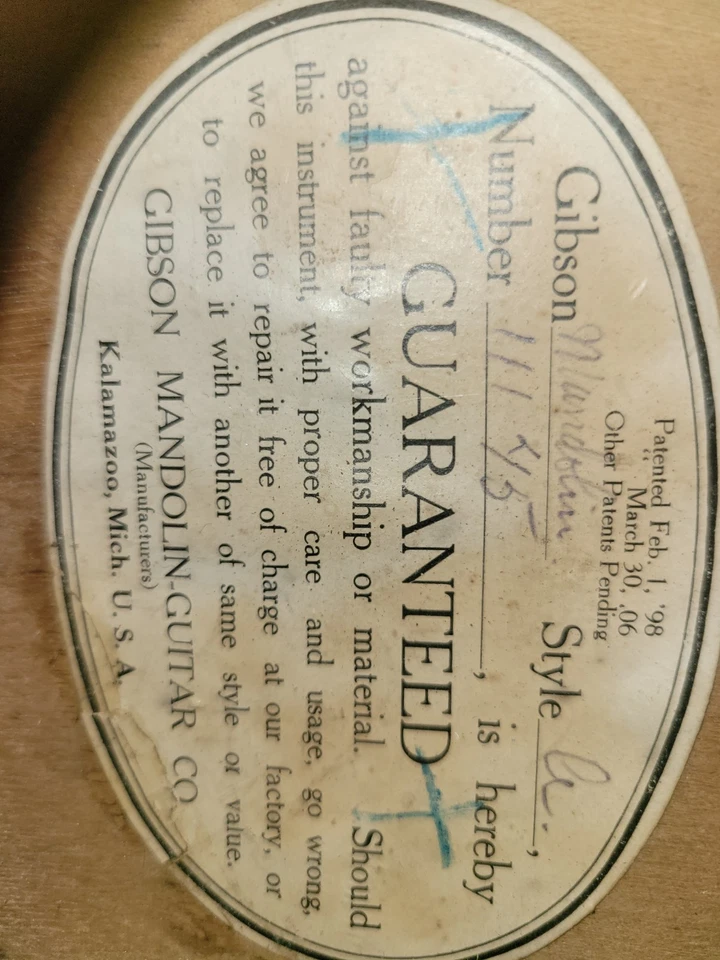 Patented Feb. 1, '98
“ March 30, ,06
Other Patents Pending
Gibson Mandolin Style a.,
Number 11175, is hereby
GUARANTEED
against faulty workmanship or material. Should
this instrument, with proper care and usage, go wrong,
we agree to repair it free of charge at our factory, or
to replace it with another of same style or value.
GIBSON MANDOLIN-GUITAR CO
(Manufacturers)
Kalamazoo, Mich. U. S. A.